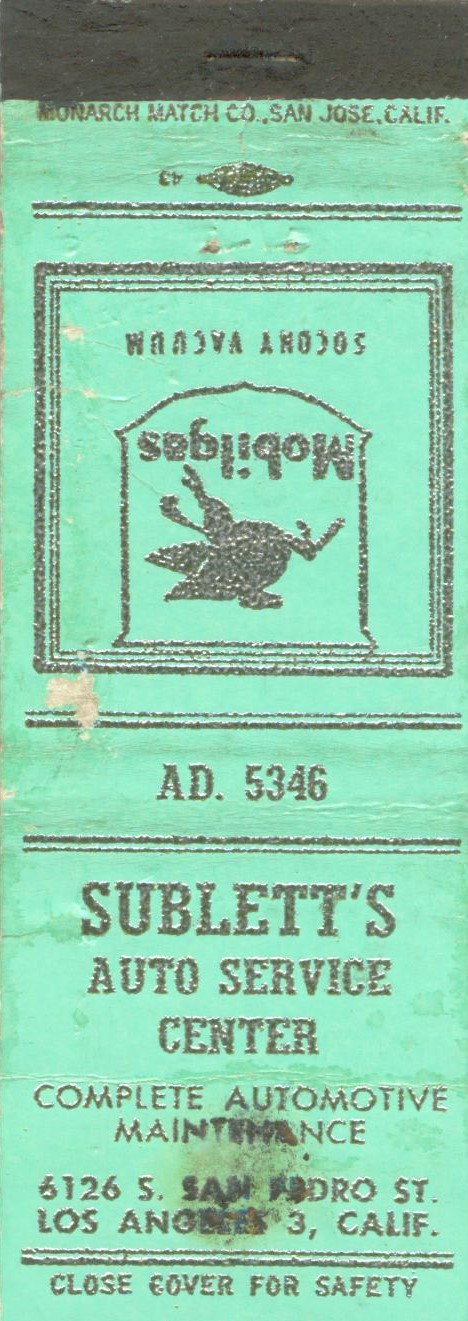 MONARCH MATCH CO., SAN JOSE, CALIF.
43
SOCONY VACUUM
Mobilgas
AD. 5346
SUBLETT'S
AUTO SERVICE
CENTER
COMPLETE AUTOMOTIVE
MAINTENANCE
6126 S. SAN PEDRO ST.
LOS ANGELES 3, CALIF.
CLOSE COVER FOR SAFETY